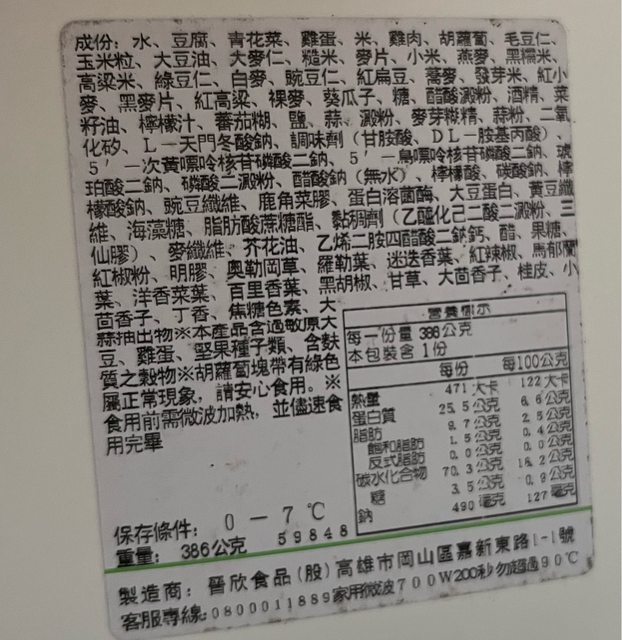 成份：水、豆腐、青花菜、雞蛋、米、雞肉、胡蘿蔔、毛豆仁、
玉米粒、大豆油、大麥仁、糙米、麥片、小米、燕麥、黑糯米、
高粱米、綠豆仁、白麥、豌豆仁、紅扁豆、蕎麥、發芽米、紅小
麥、黑麥片、紅高粱、裸麥、葵瓜子、糖、醋酸澱粉、酒精、菜
籽油、檸檬汁、蕃茄糊、鹽、蒜、澱粉、麥芽糊精、蒜粉、二氧
化矽、L－天門冬酸鈉、調味劑（甘胺酸、DL－胺基丙酸）、
5’－次黃嘌呤核苷磷酸二鈉、5’－鳥嘌呤核苷磷酸二鈉、琥
珀酸二鈉、磷酸二澱粉、醋酸鈉（無水）、檸檬酸、碳酸鈉、檸
檬酸鈉、豌豆纖維、鹿角菜膠、蛋白溶菌酶、大豆蛋白、黃豆纖
維、海藻糖、脂肪酸蔗糖酯、黏稠劑（乙醯化己二酸二澱粉、三
仙膠）、麥纖維、芥花油、乙烯二胺四醋酸二鈉鈣、醋、果糖、
紅椒粉、明膠、奧勒岡草、羅勒葉、迷迭香葉、紅辣椒、馬郁蘭
葉、洋香菜葉、百里香葉、黑胡椒、甘草、大茴香子、桂皮、小
茴香子、丁香、焦糖色素、大
蒜抽出物※本產品含過敏原大
豆、雞蛋、堅果種子類、含麩
質之穀物※胡蘿蔔塊帶有綠色
屬正常現象，請安心食用。※
食用前需微波加熱，並儘速食
用完畢
營養標示
每一份量 386公克
本包裝含 1份
每份 每100公克
熱量 471 大卡 122 大卡
蛋白質 25.5 公克 6.6 公克
脂肪 9.7 公克 2.5 公克
飽和脂肪 1.5 公克 0.4 公克
反式脂肪 0.0 公克 0.0 公克
碳水化合物 70.3 公克 18.2 公克
糖 3.5 公克 0.9 公克
鈉 490 毫克 127 毫克
保存條件： 0－7℃
重量： 386公克 59848
製造商：晉欣食品(股)高雄市岡山區嘉新東路1-1號
客服專線:0800011889家用微波700W200秒勿超過90℃